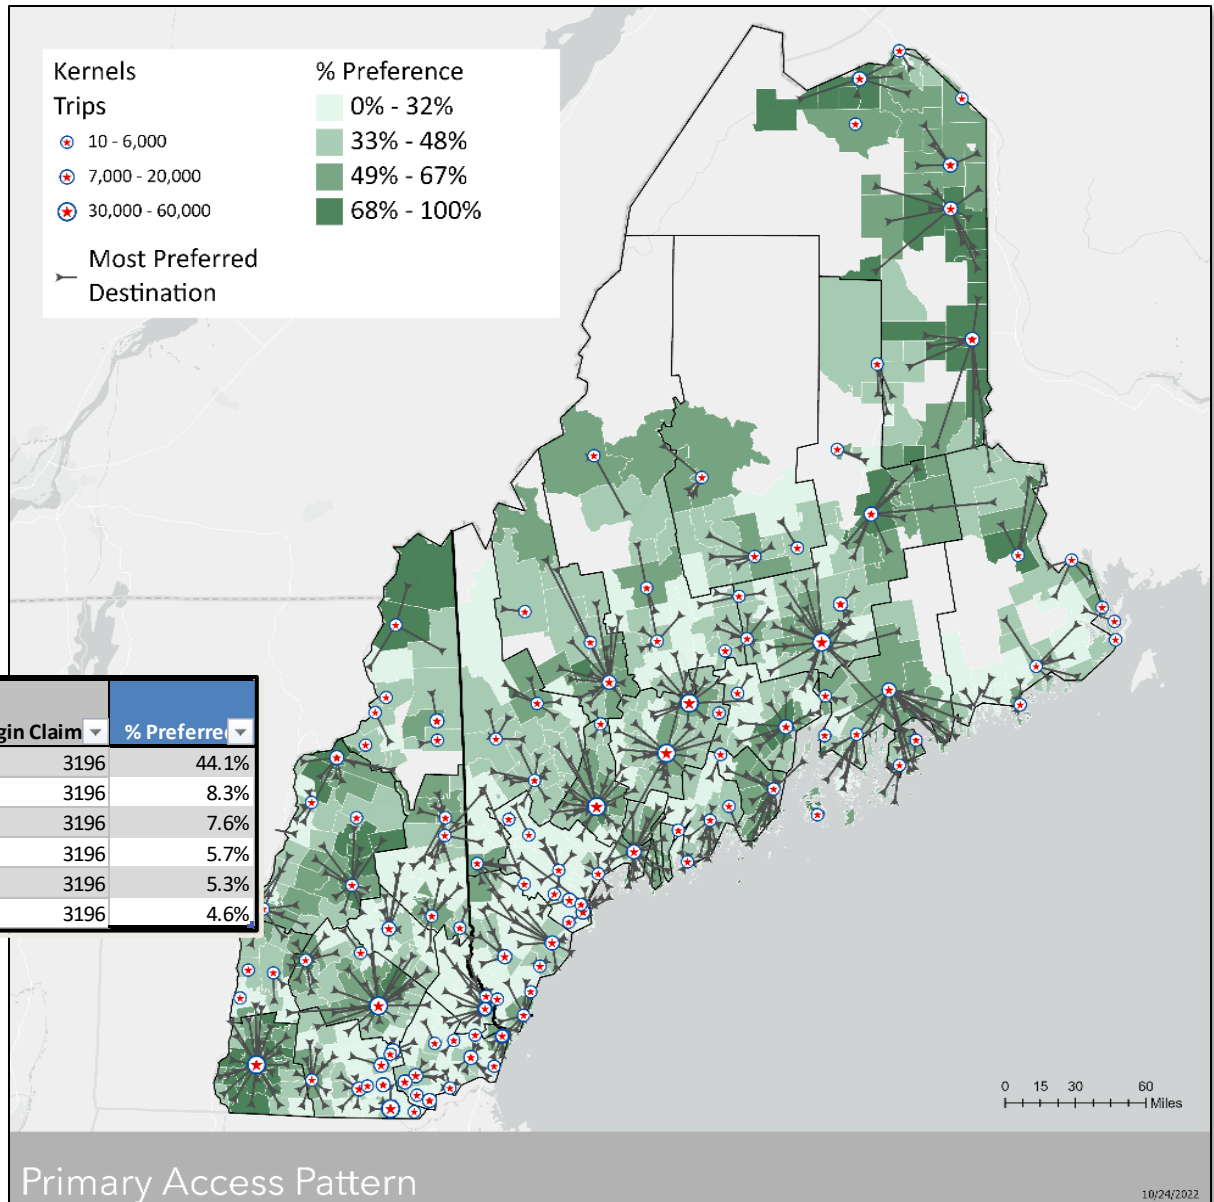 Kernels
Trips
10 - 6,000
7,000 - 20,000
30,000 - 60,000
Most Preferred
Destination
% Preference
0% - 32%
33% - 48%
49% - 67%
68% - 100%
gin Claim % Preferre
3196 44.1%
3196 8.3%
3196 7.6%
3196 5.7%
3196 5.3%
3196 4.6%
0 15 30 60
Miles
Primary Access Pattern
10/24/2022